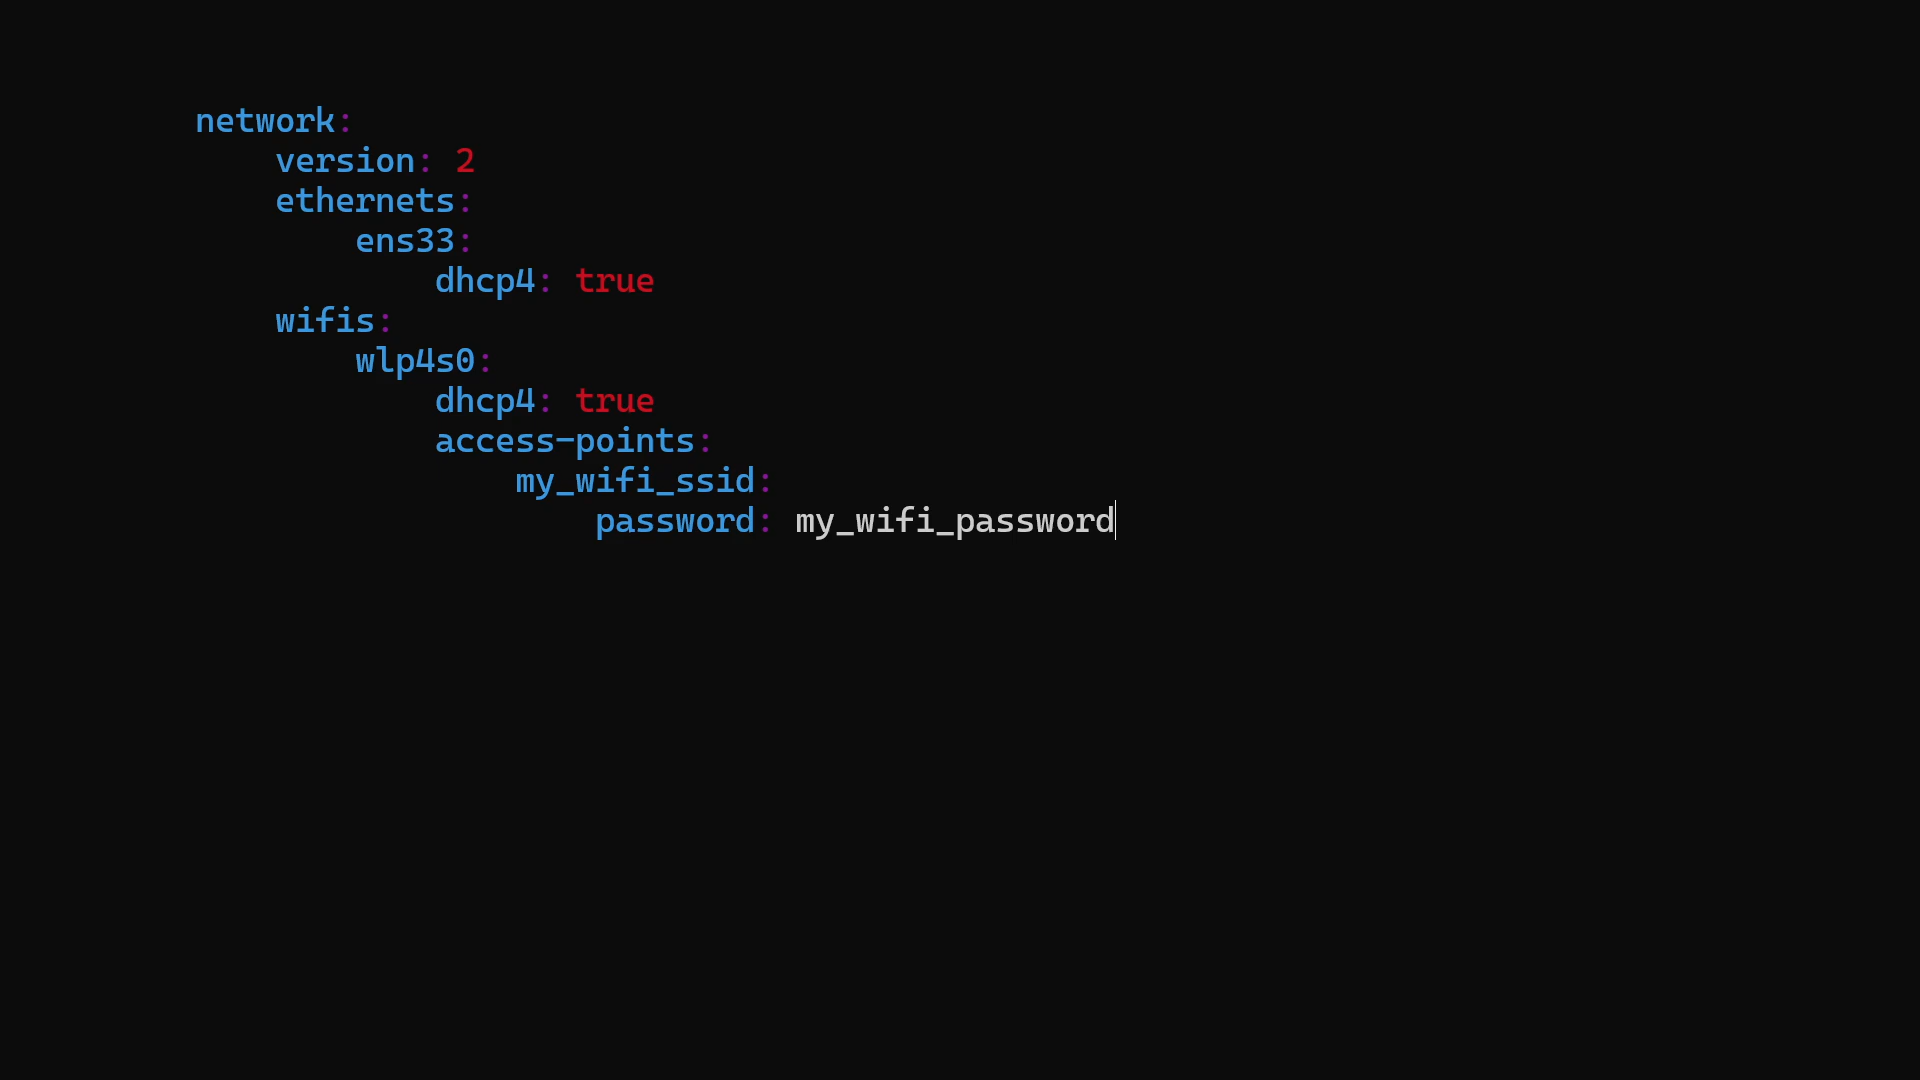 network:
    version: 2
    ethernets:
        ens33:
            dhcp4: true
    wifis:
        wlp4s0:
            dhcp4: true
            access-points:
                my_wifi_ssid:
                    password: my_wifi_password